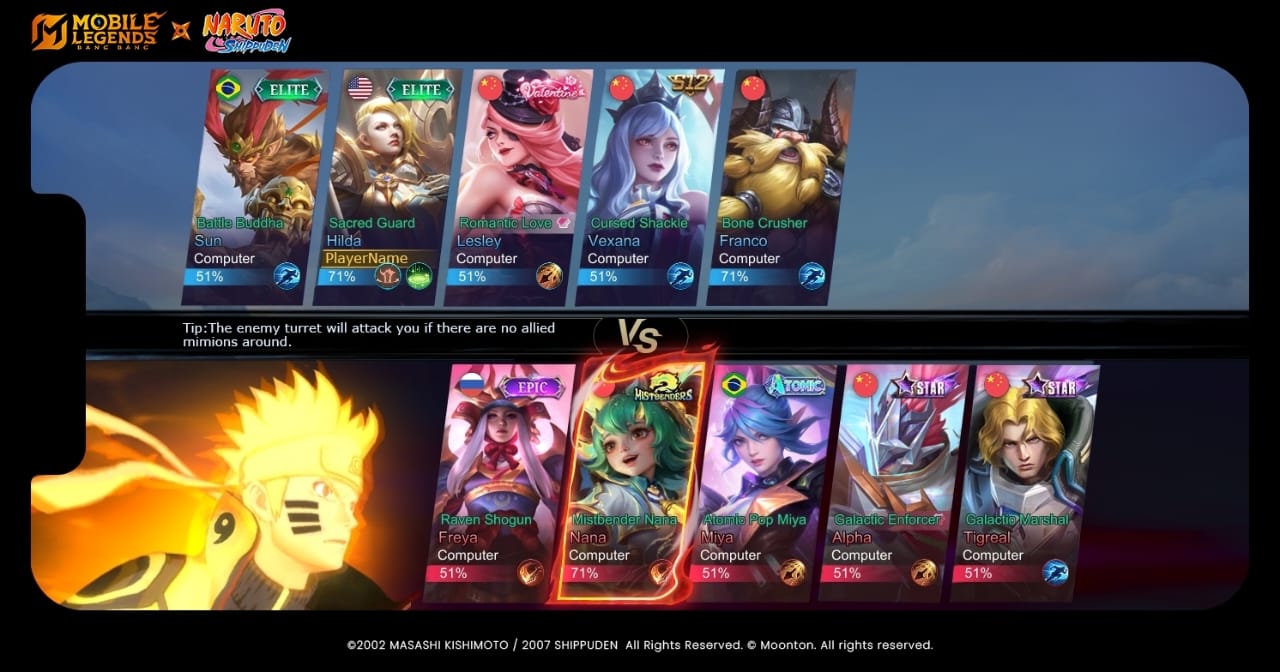 MOBILE LEGENDS BANG BANG
NARUTO SHIPPUDEN
ELITE
ELITE
Valentine
S12
Battle Buddha
Sun
Computer
51%
Sacred Guard
Hilda
PlayerName
71%
Romantic Love
Lesley
Computer
51%
Cursed Shackle
Vexana
Computer
51%
Bone Crusher
Franco
Computer
71%
Tip:The enemy turret will attack you if there are no allied
mimions around.
VS
EPIC
MISTBENDERS
ATOMIC
STAR
STAR
Raven Shogun
Freya
Computer
51%
Mistbender Nana
Nana
Computer
71%
Atomic Pop Miya
Miya
Computer
51%
Galactic Enforcer
Alpha
Computer
51%
Galactic Marshal
Tigreal
Computer
51%
©2002 MASASHI KISHIMOTO / 2007 SHIPPUDEN All Rights Reserved. © Moonton. All rights reserved.